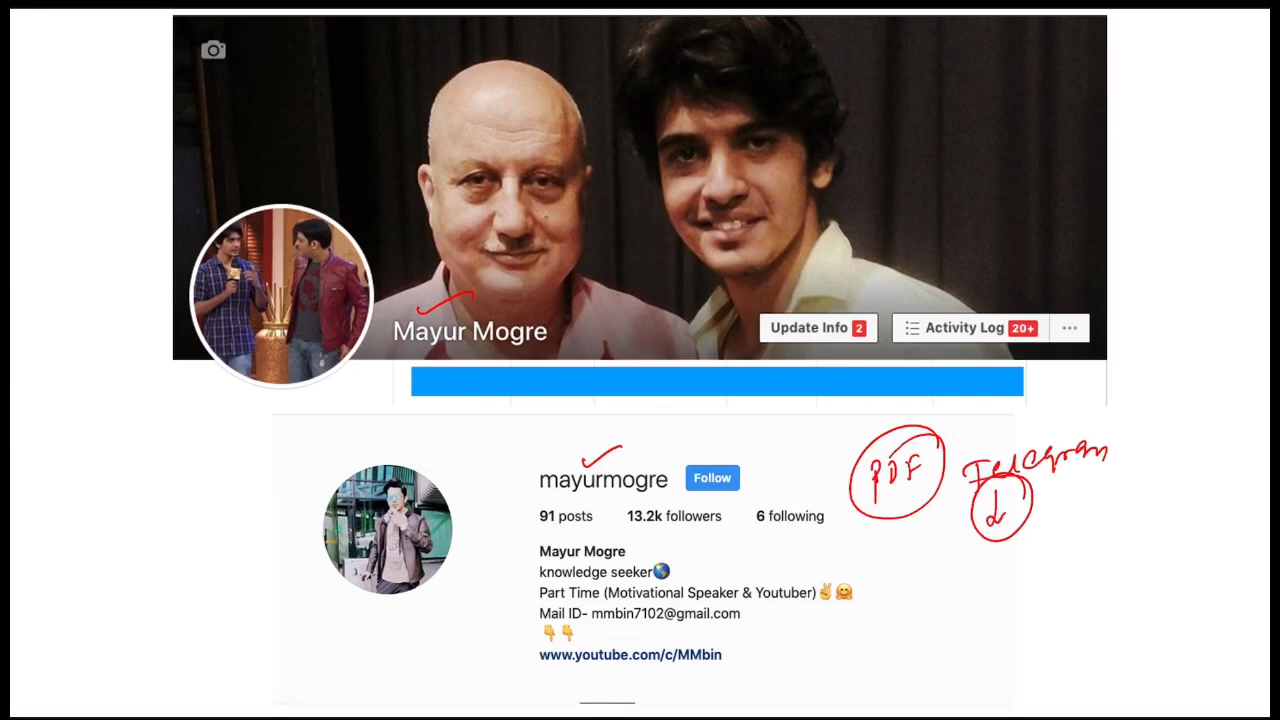 Mayur Mogre
Update Info 2
Activity Log 20+
mayurmogre Follow
91 posts 13.2k followers 6 following
Mayur Mogre
knowledge seeker🌎
Part Time (Motivational Speaker & Youtuber)✌️🤗
Mail ID- mmbin7102@gmail.com
👇👇
www.youtube.com/c/MMbin
PDF
Telegram